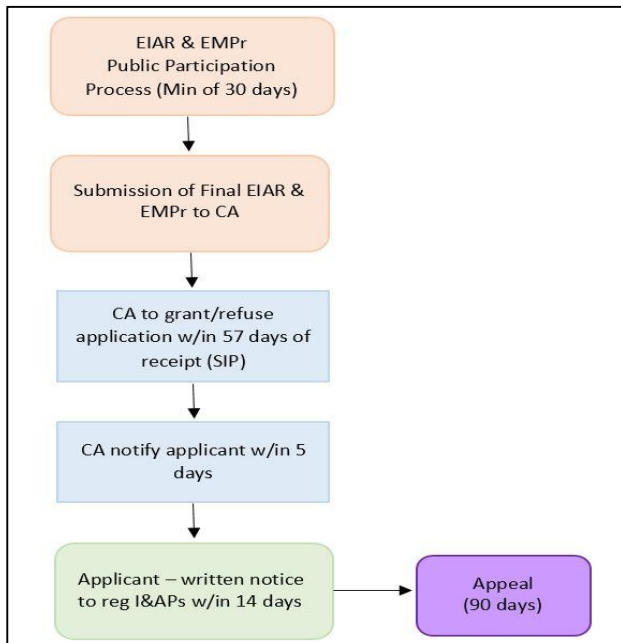 EIAR & EMPr
Public Participation
Process (Min of 30 days)
Submission of Final EIAR &
EMPr to CA
CA to grant/refuse
application w/in 57 days of
receipt (SIP)
CA notify applicant w/in 5
days
Applicant – written notice
to reg I&APs w/in 14 days
Appeal
(90 days)